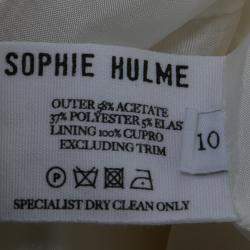 SOPHIE HULME
OUTER 58% ACETATE
37% POLYESTER 5% ELAS
LINING 100% CUPRO
EXCLUDING TRIM
10
P
SPECIALIST DRY CLEAN ONLY